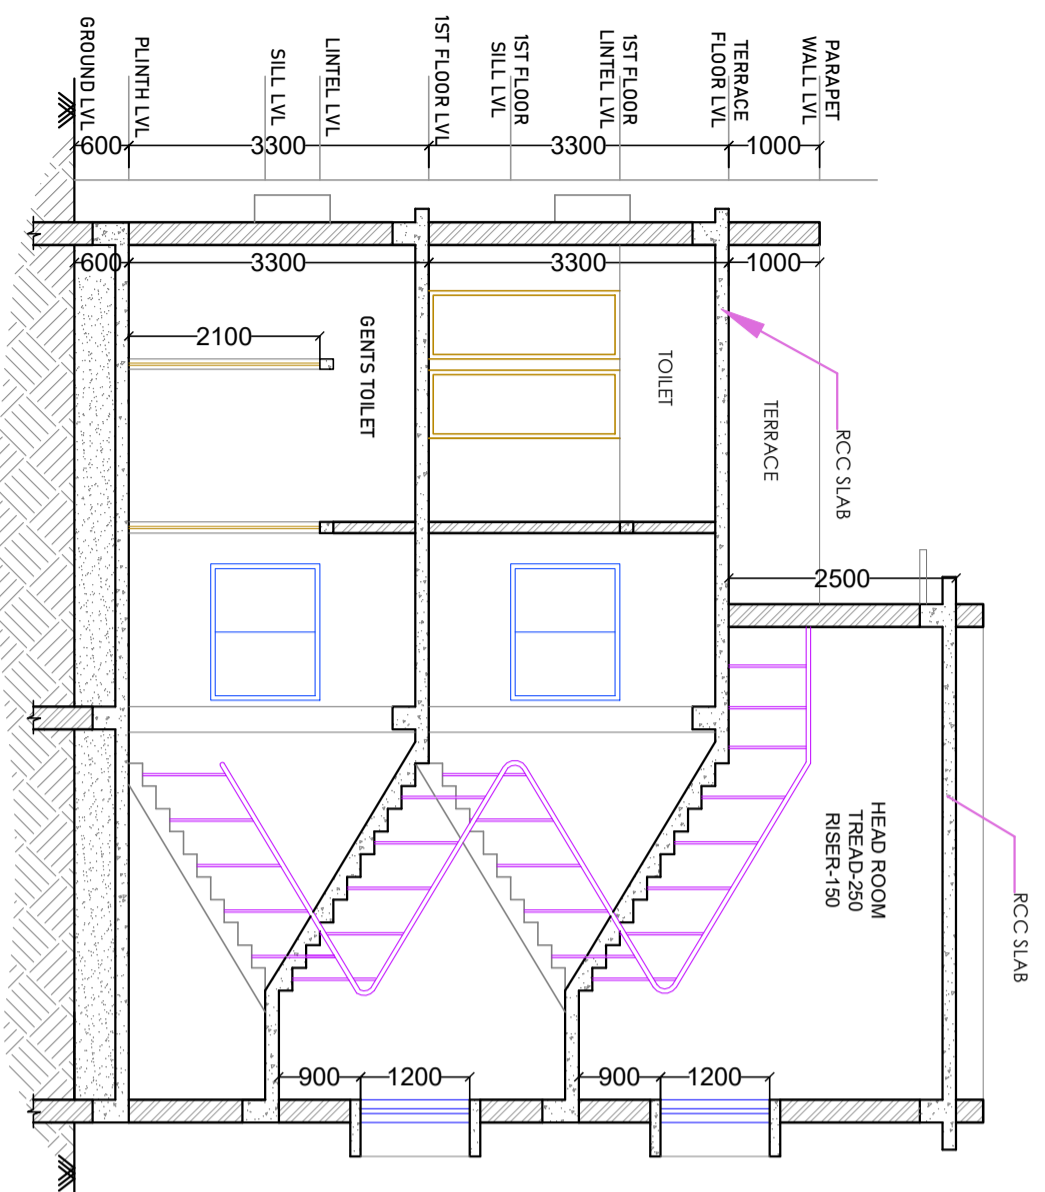 PARAPET
WALL LVL
TERRACE
FLOOR LVL
1ST FLOOR
LINTEL LVL
1ST FLOOR
SILL LVL
1ST FLOOR LVL
LINTEL LVL
SILL LVL
PLINTH LVL
GROUND LVL
600
3300
3300
1000
600
3300
3300
1000
2100
GENTS TOILET
TOILET
TERRACE
RCC SLAB
2500
HEAD ROOM
TREAD-250
RISER-150
RCC SLAB
900
1200
900
1200